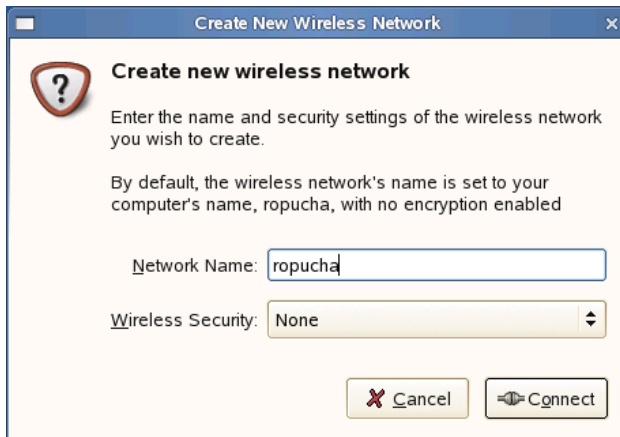 Create New Wireless Network
Create new wireless network
Enter the name and security settings of the wireless network
you wish to create.
By default, the wireless network's name is set to your
computer's name, ropucha, with no encryption enabled
Network Name: ropucha
Wireless Security: None
Cancel Connect